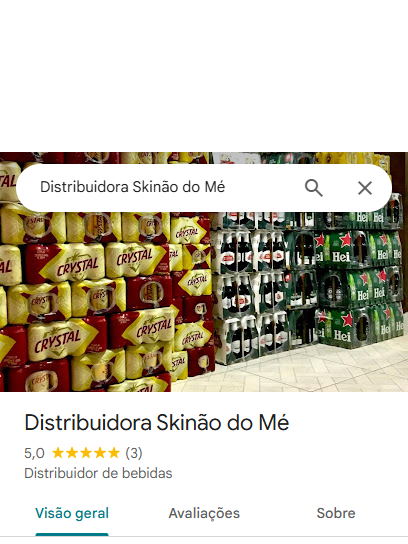 Distribuidora Skinão do Mé
CRYSTAL
CRYSTAL
CRYSTAL
CRYSTAL
CRYSTAL
CRYSTAL
Hei
Hei
Hei
Hei
Distribuidora Skinão do Mé
5,0 ★★★★★ (3)
Distribuidor de bebidas
Visão geral Avaliações Sobre